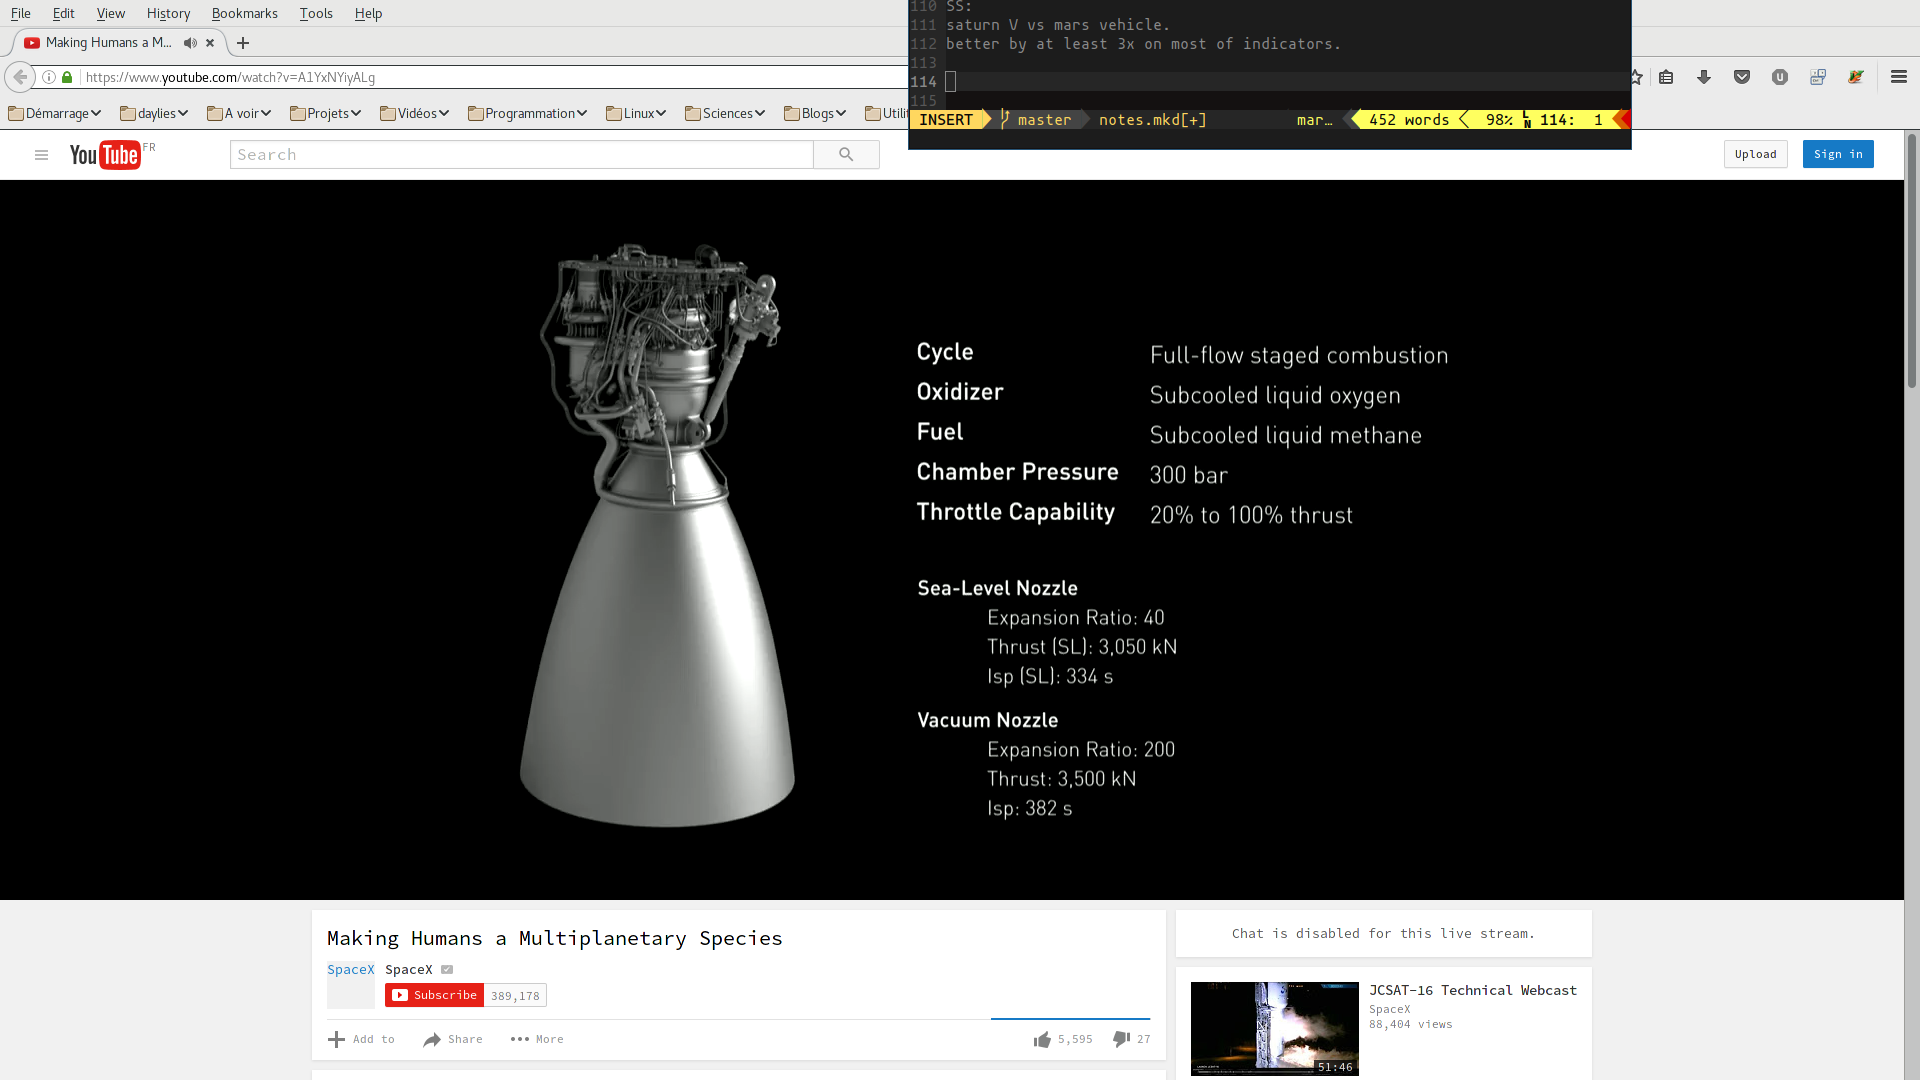 File Edit View History Bookmarks Tools Help
110 SS:
111 saturn V vs mars vehicle.
112 better by at least 3x on most of indicators.
113
114
115
INSERT master notes.mkd[+] mar… 452 words 98% LN 114: 1
Making Humans a M…
https://www.youtube.com/watch?v=A1YxNYiyALg
Démarrage daylies A voir Projets Vidéos Programmation Linux Sciences Blogs Utili
YouTube FR Search Upload Sign in
Cycle Full-flow staged combustion
Oxidizer Subcooled liquid oxygen
Fuel Subcooled liquid methane
Chamber Pressure 300 bar
Throttle Capability 20% to 100% thrust
Sea-Level Nozzle
Expansion Ratio: 40
Thrust (SL): 3,050 kN
Isp (SL): 334 s
Vacuum Nozzle
Expansion Ratio: 200
Thrust: 3,500 kN
Isp: 382 s
Making Humans a Multiplanetary Species
SpaceX SpaceX
Subscribe 389,178
Add to Share More 5,595 27
Chat is disabled for this live stream.
JCSAT-16 Technical Webcast
SpaceX
88,404 views
51:46